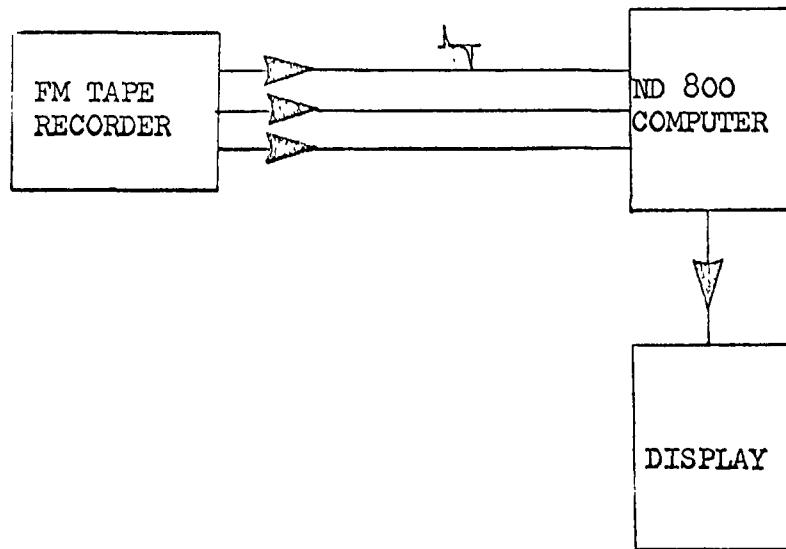 FM TAPE
RECORDER
ND 800
COMPUTER
DISPLAY